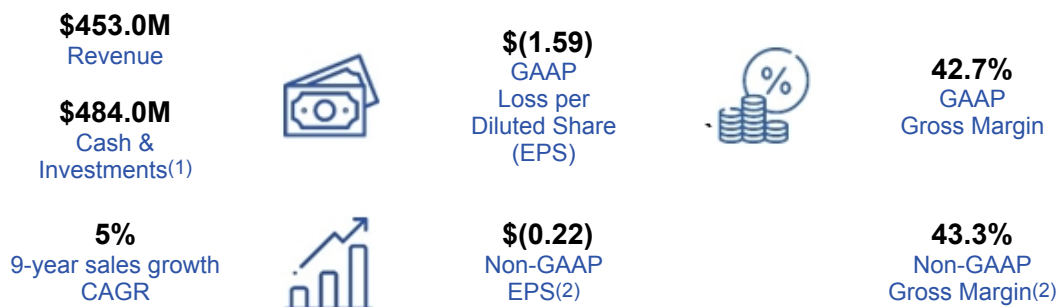 $453.0M
Revenue
$484.0M
Cash &
Investments(1)
5%
9-year sales growth
CAGR
$(1.59)
GAAP
Loss per
Diluted Share
(EPS)
$(0.22)
Non-GAAP
EPS(2)
%
42.7%
GAAP
Gross Margin
43.3%
Non-GAAP
Gross Margin(2)